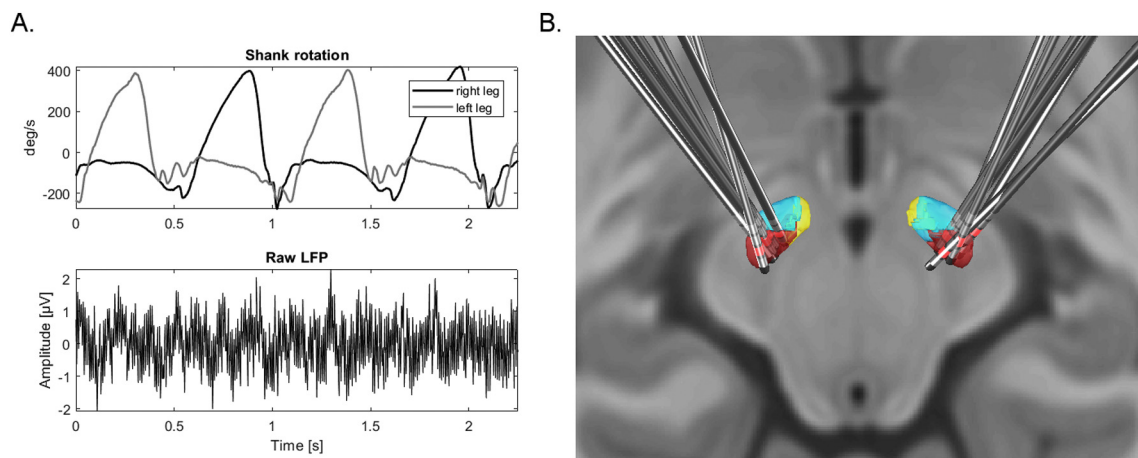 A.
B.
Shank rotation
400
200
0
-200
deg/s
right leg
left leg
0
0.5
1
1.5
2
Raw LFP
2
1
0
-1
-2
Amplitude [µV]
0
0.5
1
1.5
2
Time [s]